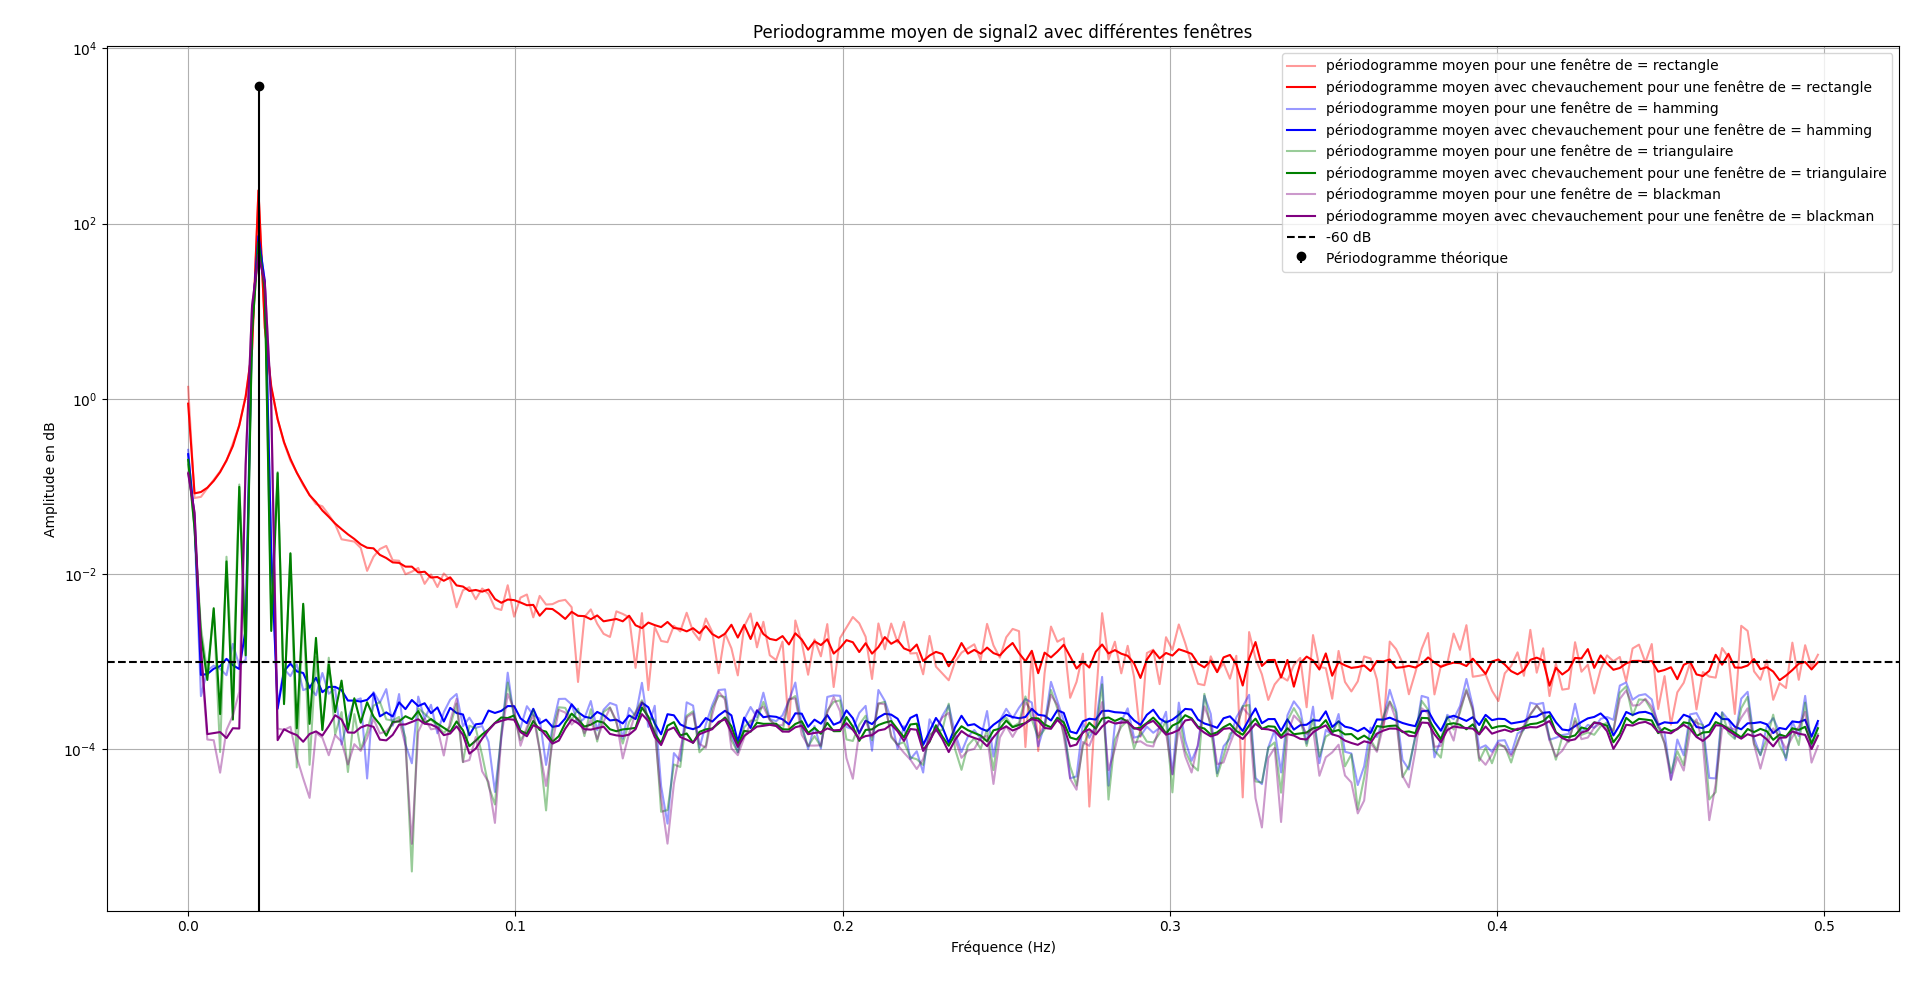 Periodogramme moyen de signal2 avec différentes fenêtres
périodogramme moyen pour une fenêtre de = rectangle
périodogramme moyen avec chevauchement pour une fenêtre de = rectangle
périodogramme moyen pour une fenêtre de = hamming
périodogramme moyen avec chevauchement pour une fenêtre de = hamming
périodogramme moyen pour une fenêtre de = triangulaire
périodogramme moyen avec chevauchement pour une fenêtre de = triangulaire
périodogramme moyen pour une fenêtre de = blackman
périodogramme moyen avec chevauchement pour une fenêtre de = blackman
-60 dB
Périodogramme théorique
Amplitude en dB
10⁴
10²
10⁰
10⁻²
10⁻⁴
0.0 0.1 0.2 0.3 0.4 0.5
Fréquence (Hz)